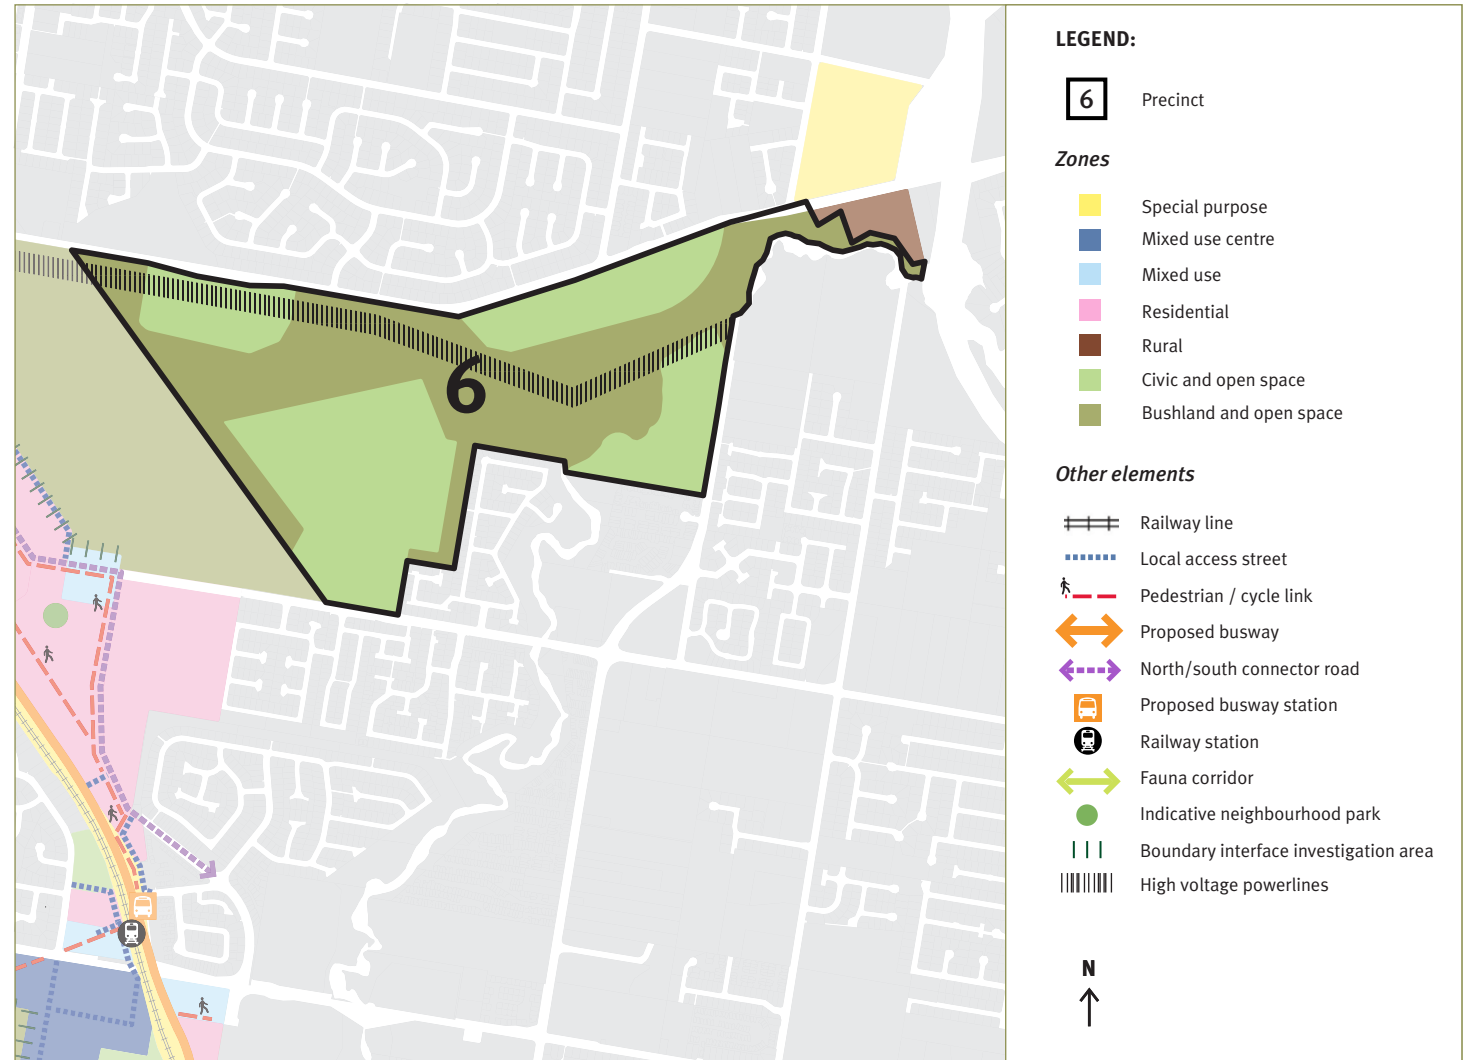 6
LEGEND:
6 Precinct
Zones
Special purpose
Mixed use centre
Mixed use
Residential
Rural
Civic and open space
Bushland and open space
Other elements
Railway line
Local access street
Pedestrian / cycle link
Proposed busway
North/south connector road
Proposed busway station
Railway station
Fauna corridor
Indicative neighbourhood park
Boundary interface investigation area
High voltage powerlines
N